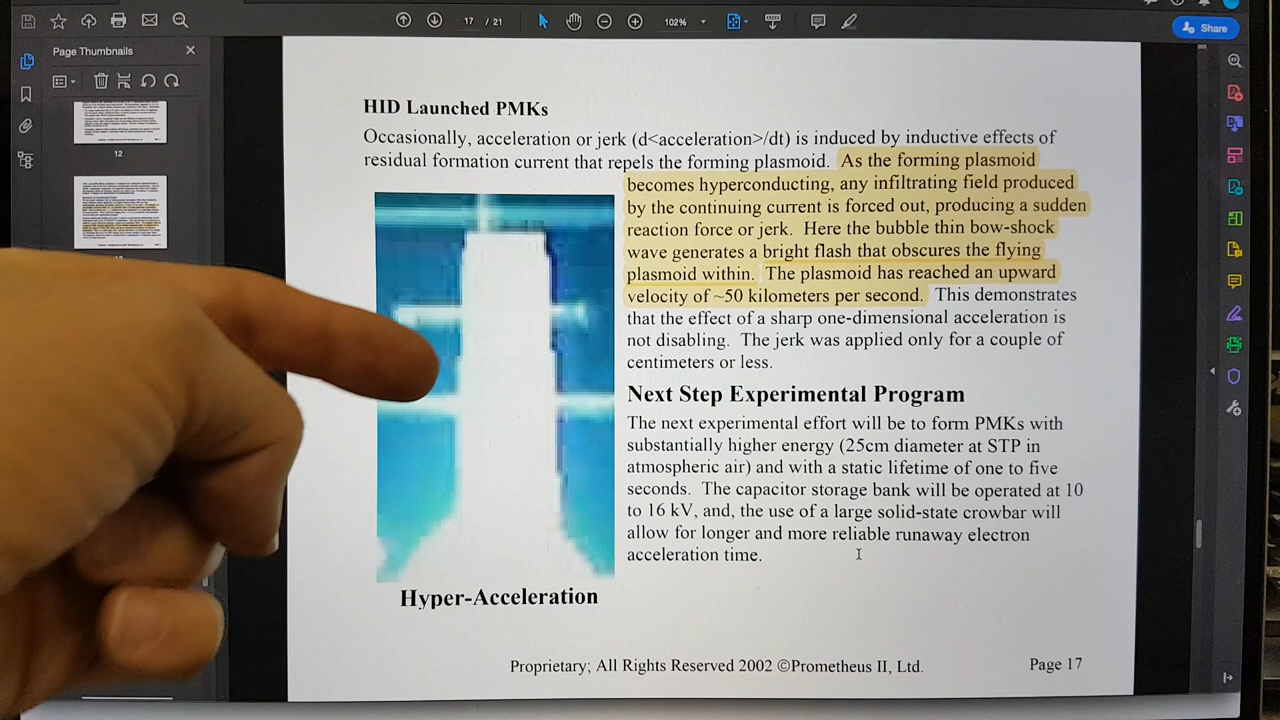 17 / 21
102%
Share
Page Thumbnails
12
HID Launched PMKs
Occasionally, acceleration or jerk (d<acceleration>/dt) is induced by inductive effects of
residual formation current that repels the forming plasmoid. As the forming plasmoid
becomes hyperconducting, any infiltrating field produced
by the continuing current is forced out, producing a sudden
reaction force or jerk. Here the bubble thin bow-shock
wave generates a bright flash that obscures the flying
plasmoid within. The plasmoid has reached an upward
velocity of ~50 kilometers per second. This demonstrates
that the effect of a sharp one-dimensional acceleration is
not disabling. The jerk was applied only for a couple of
centimeters or less.
Next Step Experimental Program
The next experimental effort will be to form PMKs with
substantially higher energy (25cm diameter at STP in
atmospheric air) and with a static lifetime of one to five
seconds. The capacitor storage bank will be operated at 10
to 16 kV, and, the use of a large solid-state crowbar will
allow for longer and more reliable runaway electron
acceleration time.
Hyper-Acceleration
Proprietary; All Rights Reserved 2002 ©Prometheus II, Ltd.
Page 17